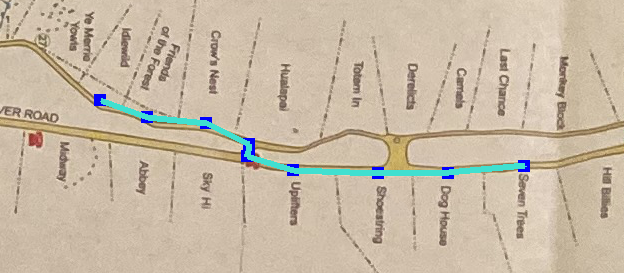 Ye Merrie
Yowls
Idlewild
Friends
of the Forest
Crow's Nest
Hualapai
Totem In
Derelicts
Camels
Last Chance
Monkey Block
VER ROAD
Midway
Abbey
Sky Hi
Uplifters
Shoestring
Dog House
Seven Trees
Hill Billies